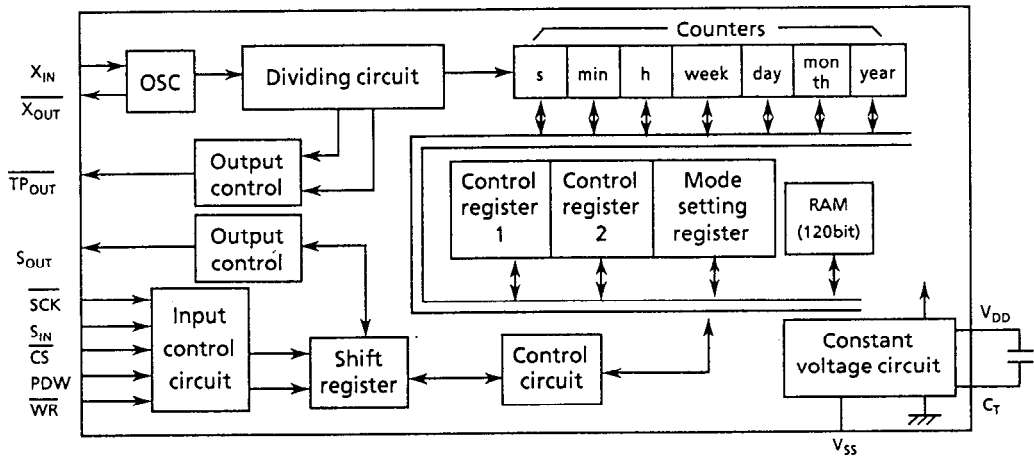 Counters
X_IN
X_OUT
OSC
Dividing circuit
s
min
h
week
day
mon
th
year
TP_OUT
Output
control
Control
register
1
Control
register
2
Mode
setting
register
RAM
(120bit)
S_OUT
Output
control
SCK
S_IN
CS
PDW
WR
Input
control
circuit
Shift
register
Control
circuit
Constant
voltage circuit
V_DD
C_T
V_SS